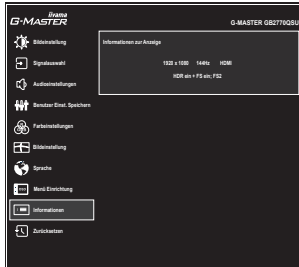 iiyama
G-MASTER
G-MASTER GB2770QSU
Bildeinstellung
Informationen zur Anzeige
Signalauswahl
1920 x 1080 144Hz HDMI
HDR ein + FS ein; FS2
Audioeinstellungen
Benutzer Einst. Speichern
Farbeinstellungen
Bildeinstellung
Sprache
Menü Einrichtung
Informationen
Zurücksetzen